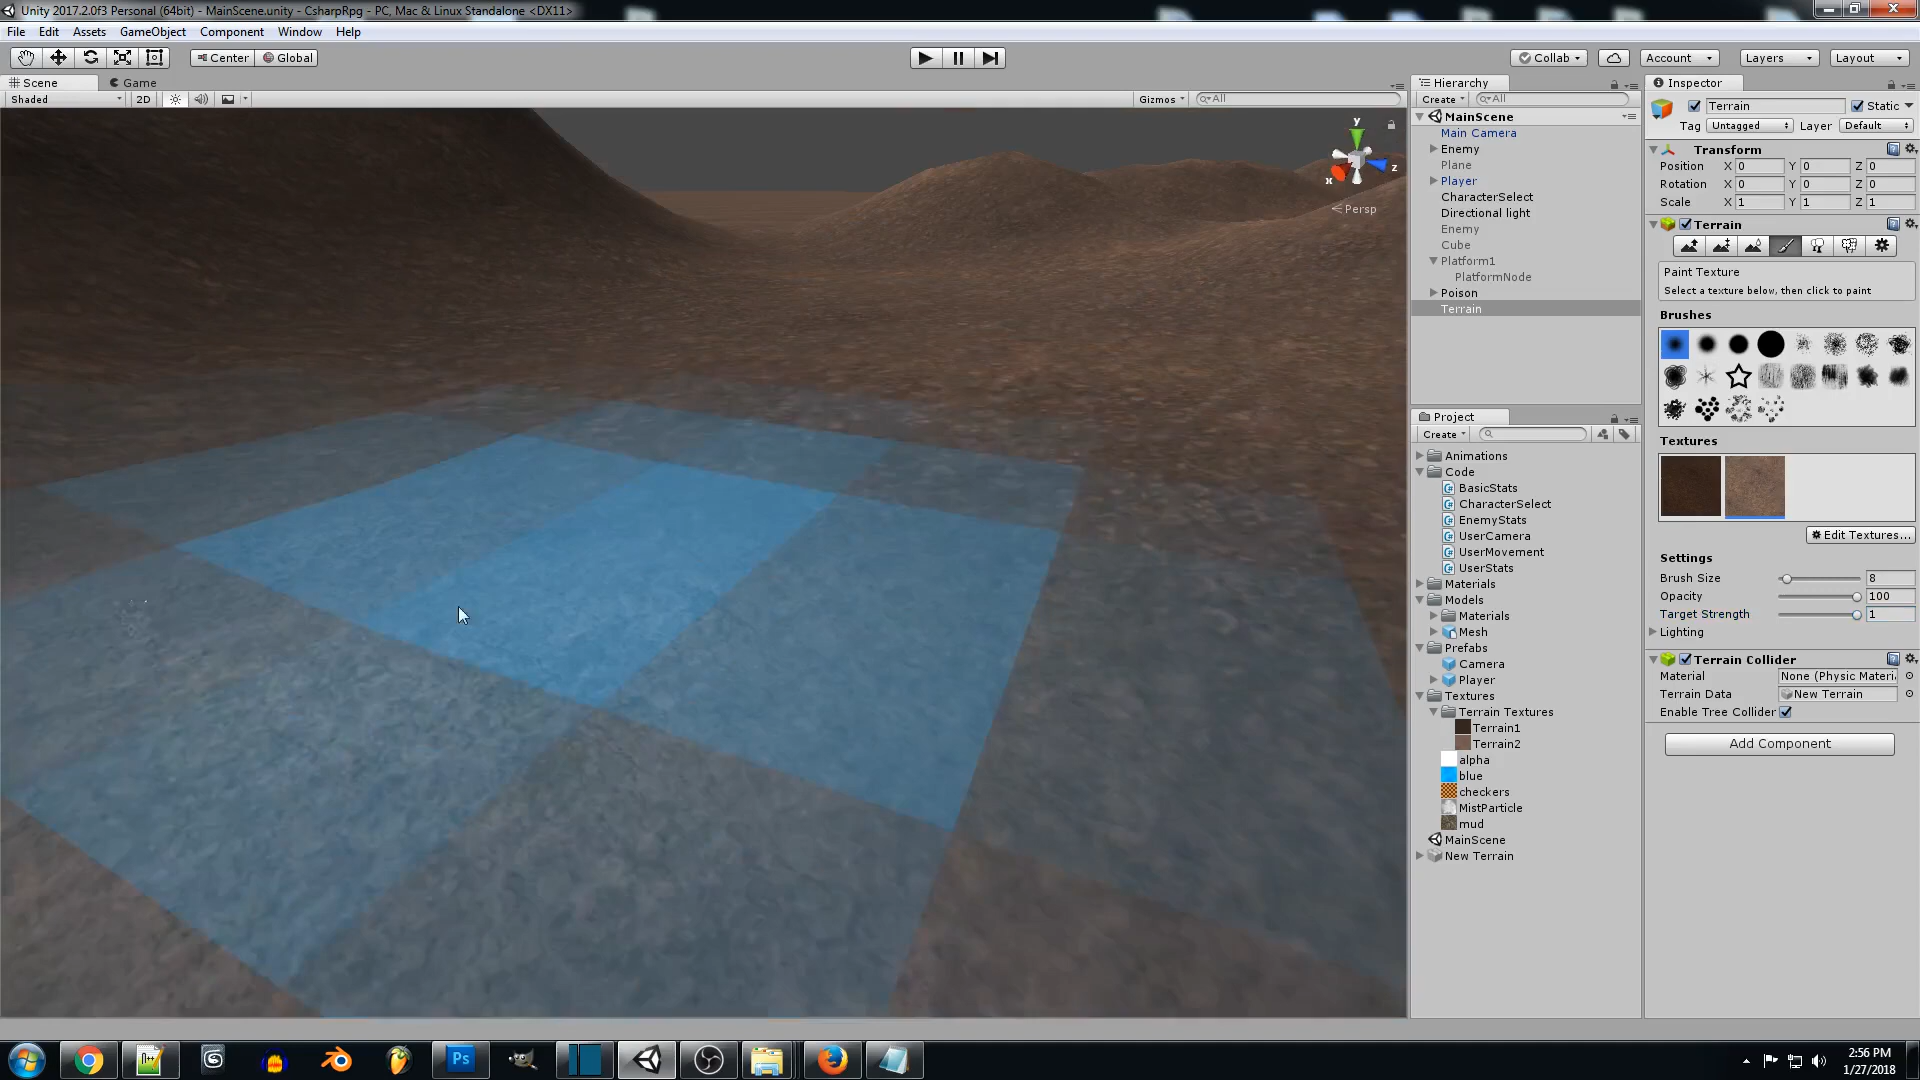 Unity 2017.2.0f3 Personal (64bit) - MainScene.unity - CsharpRpg - PC, Mac & Linux Standalone <DX11>
File Edit Assets GameObject Component Window Help
Center Global Collab Account Layers Layout
Scene Game
Shaded 2D Gizmos All
y
z
x
Persp
Hierarchy
Create All
MainScene
Main Camera
Enemy
Plane
Player
CharacterSelect
Directional light
Enemy
Cube
Platform1
PlatformNode
Poison
Terrain
Project
Create
Animations
Code
BasicStats
CharacterSelect
EnemyStats
UserCamera
UserMovement
UserStats
Materials
Models
Materials
Mesh
Prefabs
Camera
Player
Textures
Terrain Textures
Terrain1
Terrain2
alpha
blue
checkers
MistParticle
mud
MainScene
New Terrain
Inspector
Terrain Static
Tag Untagged Layer Default
Transform
Position X 0 Y 0 Z 0
Rotation X 0 Y 0 Z 0
Scale X 1 Y 1 Z 1
Terrain
Paint Texture
Select a texture below, then click to paint
Brushes
Textures
Edit Textures...
Settings
Brush Size 8
Opacity 100
Target Strength 1
Lighting
Terrain Collider
Material None (Physic Materi
Terrain Data New Terrain
Enable Tree Collider
Add Component
Ps
2:56 PM
1/27/2018